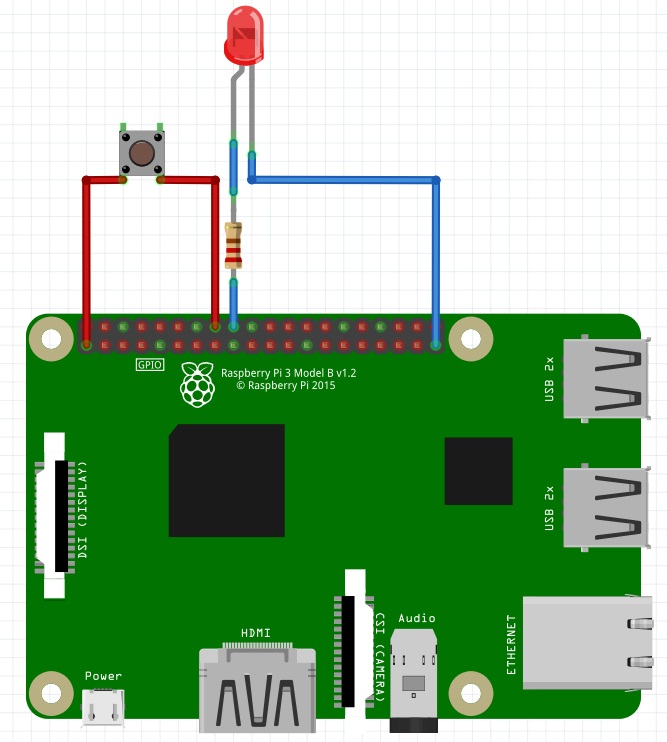 GPIO
Raspberry Pi 3 Model B v1.2
© Raspberry Pi 2015
USB 2x
DSI (DISPLAY)
USB 2x
HDMI
CSI (CAMERA)
Audio
ETHERNET
Power